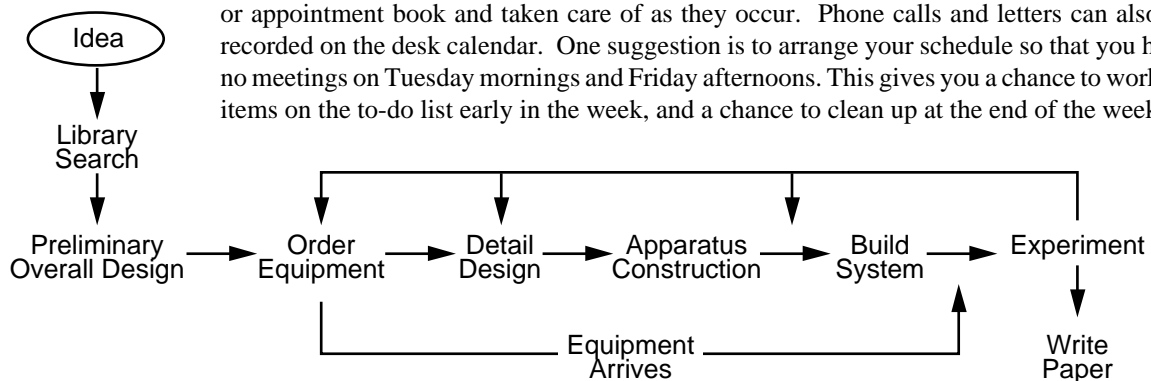 or appointment book and taken care of as they occur. Phone calls and letters can also
recorded on the desk calendar. One suggestion is to arrange your schedule so that you
no meetings on Tuesday mornings and Friday afternoons. This gives you a chance to work
items on the to-do list early in the week, and a chance to clean up at the end of the week
Idea
Library
Search
Preliminary
Overall Design
Order
Equipment
Detail
Design
Apparatus
Construction
Build
System
Experiment
Equipment
Arrives
Write
Paper